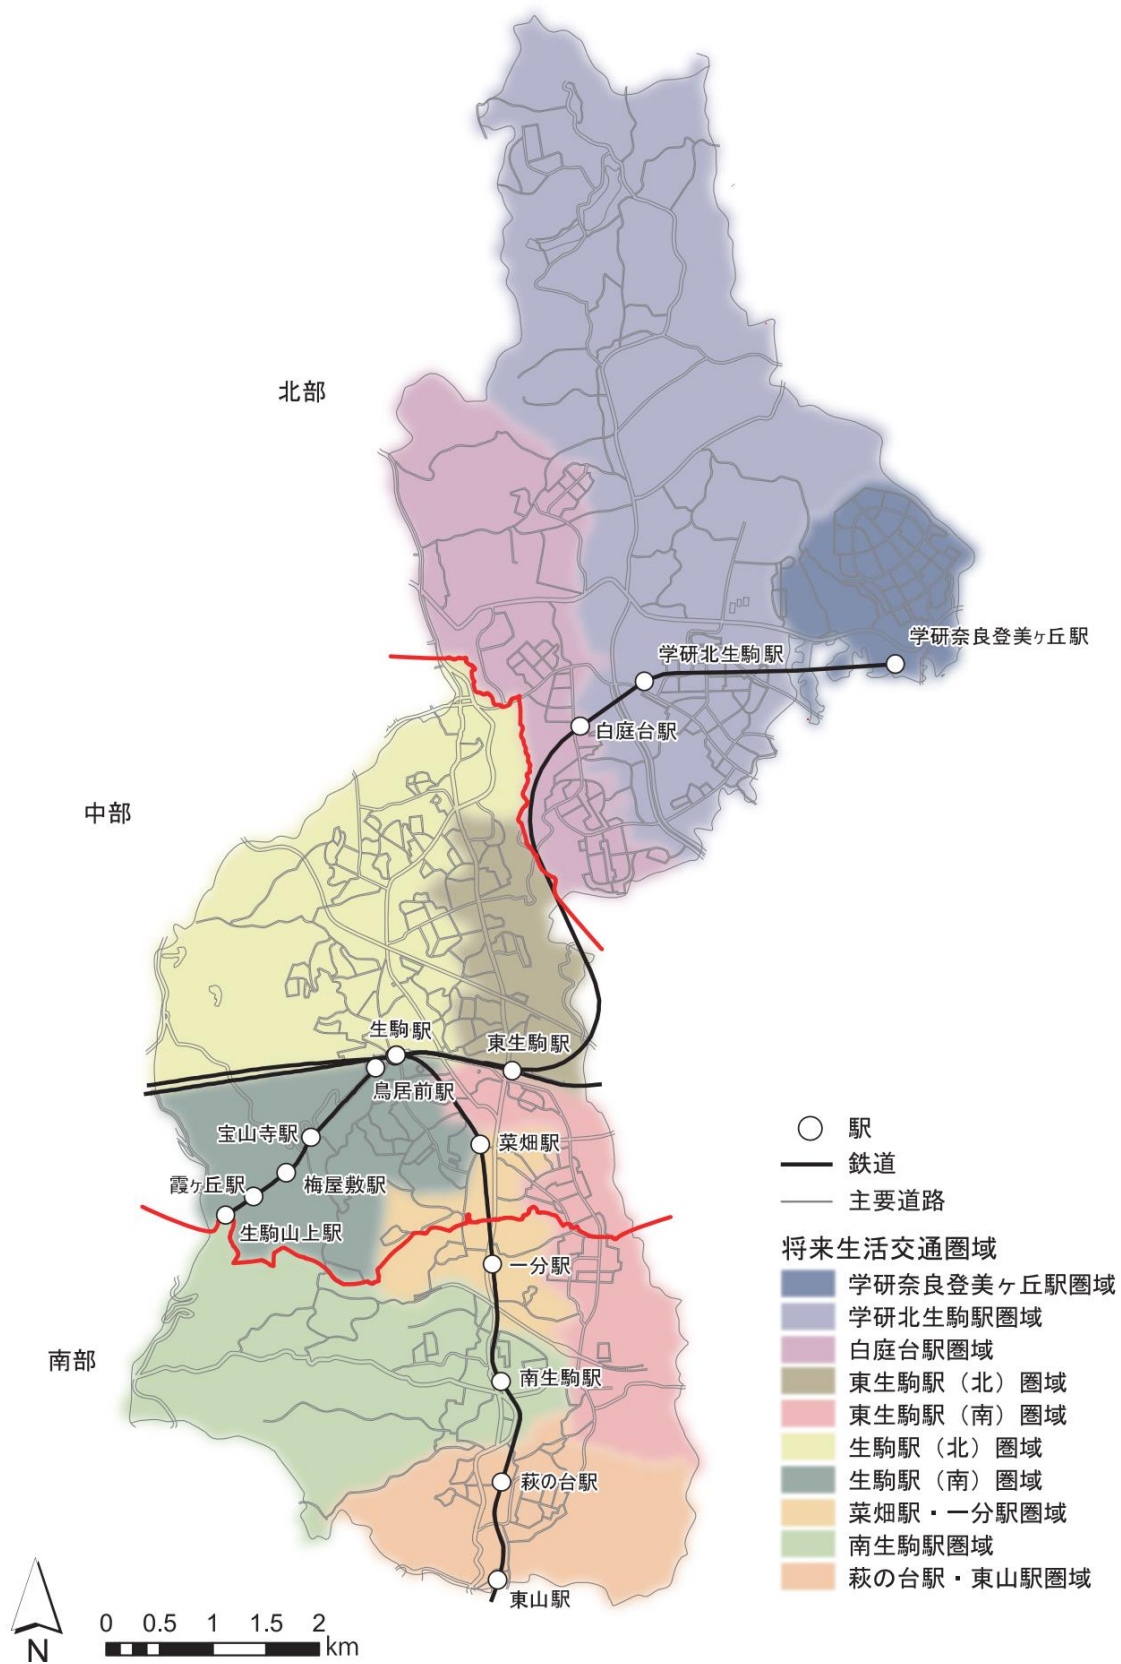 北部
学研奈良登美ヶ丘駅
学研北生駒駅
白庭台駅
中部
生駒駅
東生駒駅
鳥居前駅
宝山寺駅
菜畑駅
霞ヶ丘駅
梅屋敷駅
生駒山上駅
一分駅
南部
南生駒駅
萩の台駅
東山駅
駅
鉄道
主要道路
将来生活交通圏域
学研奈良登美ヶ丘駅圏域
学研北生駒駅圏域
白庭台駅圏域
東生駒駅（北）圏域
東生駒駅（南）圏域
生駒駅（北）圏域
生駒駅（南）圏域
菜畑駅・一分駅圏域
南生駒駅圏域
萩の台駅・東山駅圏域
N
0 0.5 1 1.5 2
km